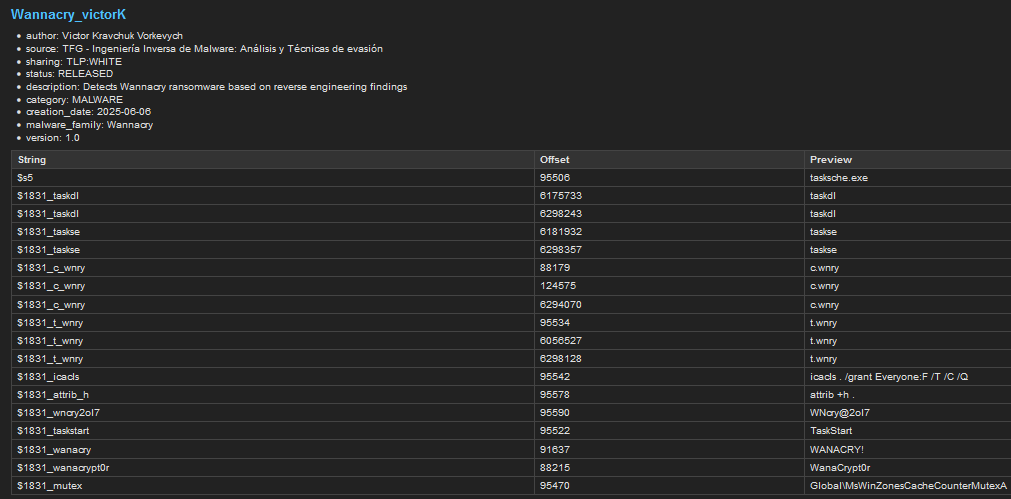 Wannacry_victorK
author: Victor Kravchuk Vorkevych
source: TFG - Ingeniería Inversa de Malware: Análisis y Técnicas de evasión
sharing: TLP:WHITE
status: RELEASED
description: Detects Wannacry ransomware based on reverse engineering findings
category: MALWARE
creation_date: 2025-06-06
malware_family: Wannacry
version: 1.0
String Offset Preview
$s5 95506 tasksche.exe
$1831_taskdl 6175733 taskdl
$1831_taskdl 6298243 taskdl
$1831_taskse 6181932 taskse
$1831_taskse 6298357 taskse
$1831_c_wnry 88179 c.wnry
$1831_c_wnry 124575 c.wnry
$1831_c_wnry 6294070 c.wnry
$1831_t_wnry 95534 t.wnry
$1831_t_wnry 6056527 t.wnry
$1831_t_wnry 6298128 t.wnry
$1831_icacls 95542 icacls . /grant Everyone:F /T /C /Q
$1831_attrib_h 95578 attrib +h .
$1831_wncry2ol7 95590 WNcry@2ol7
$1831_taskstart 95522 TaskStart
$1831_wanacry 91637 WANACRY!
$1831_wanacrypt0r 88215 WanaCrypt0r
$1831_mutex 95470 Global\MsWinZonesCacheCounterMutexA